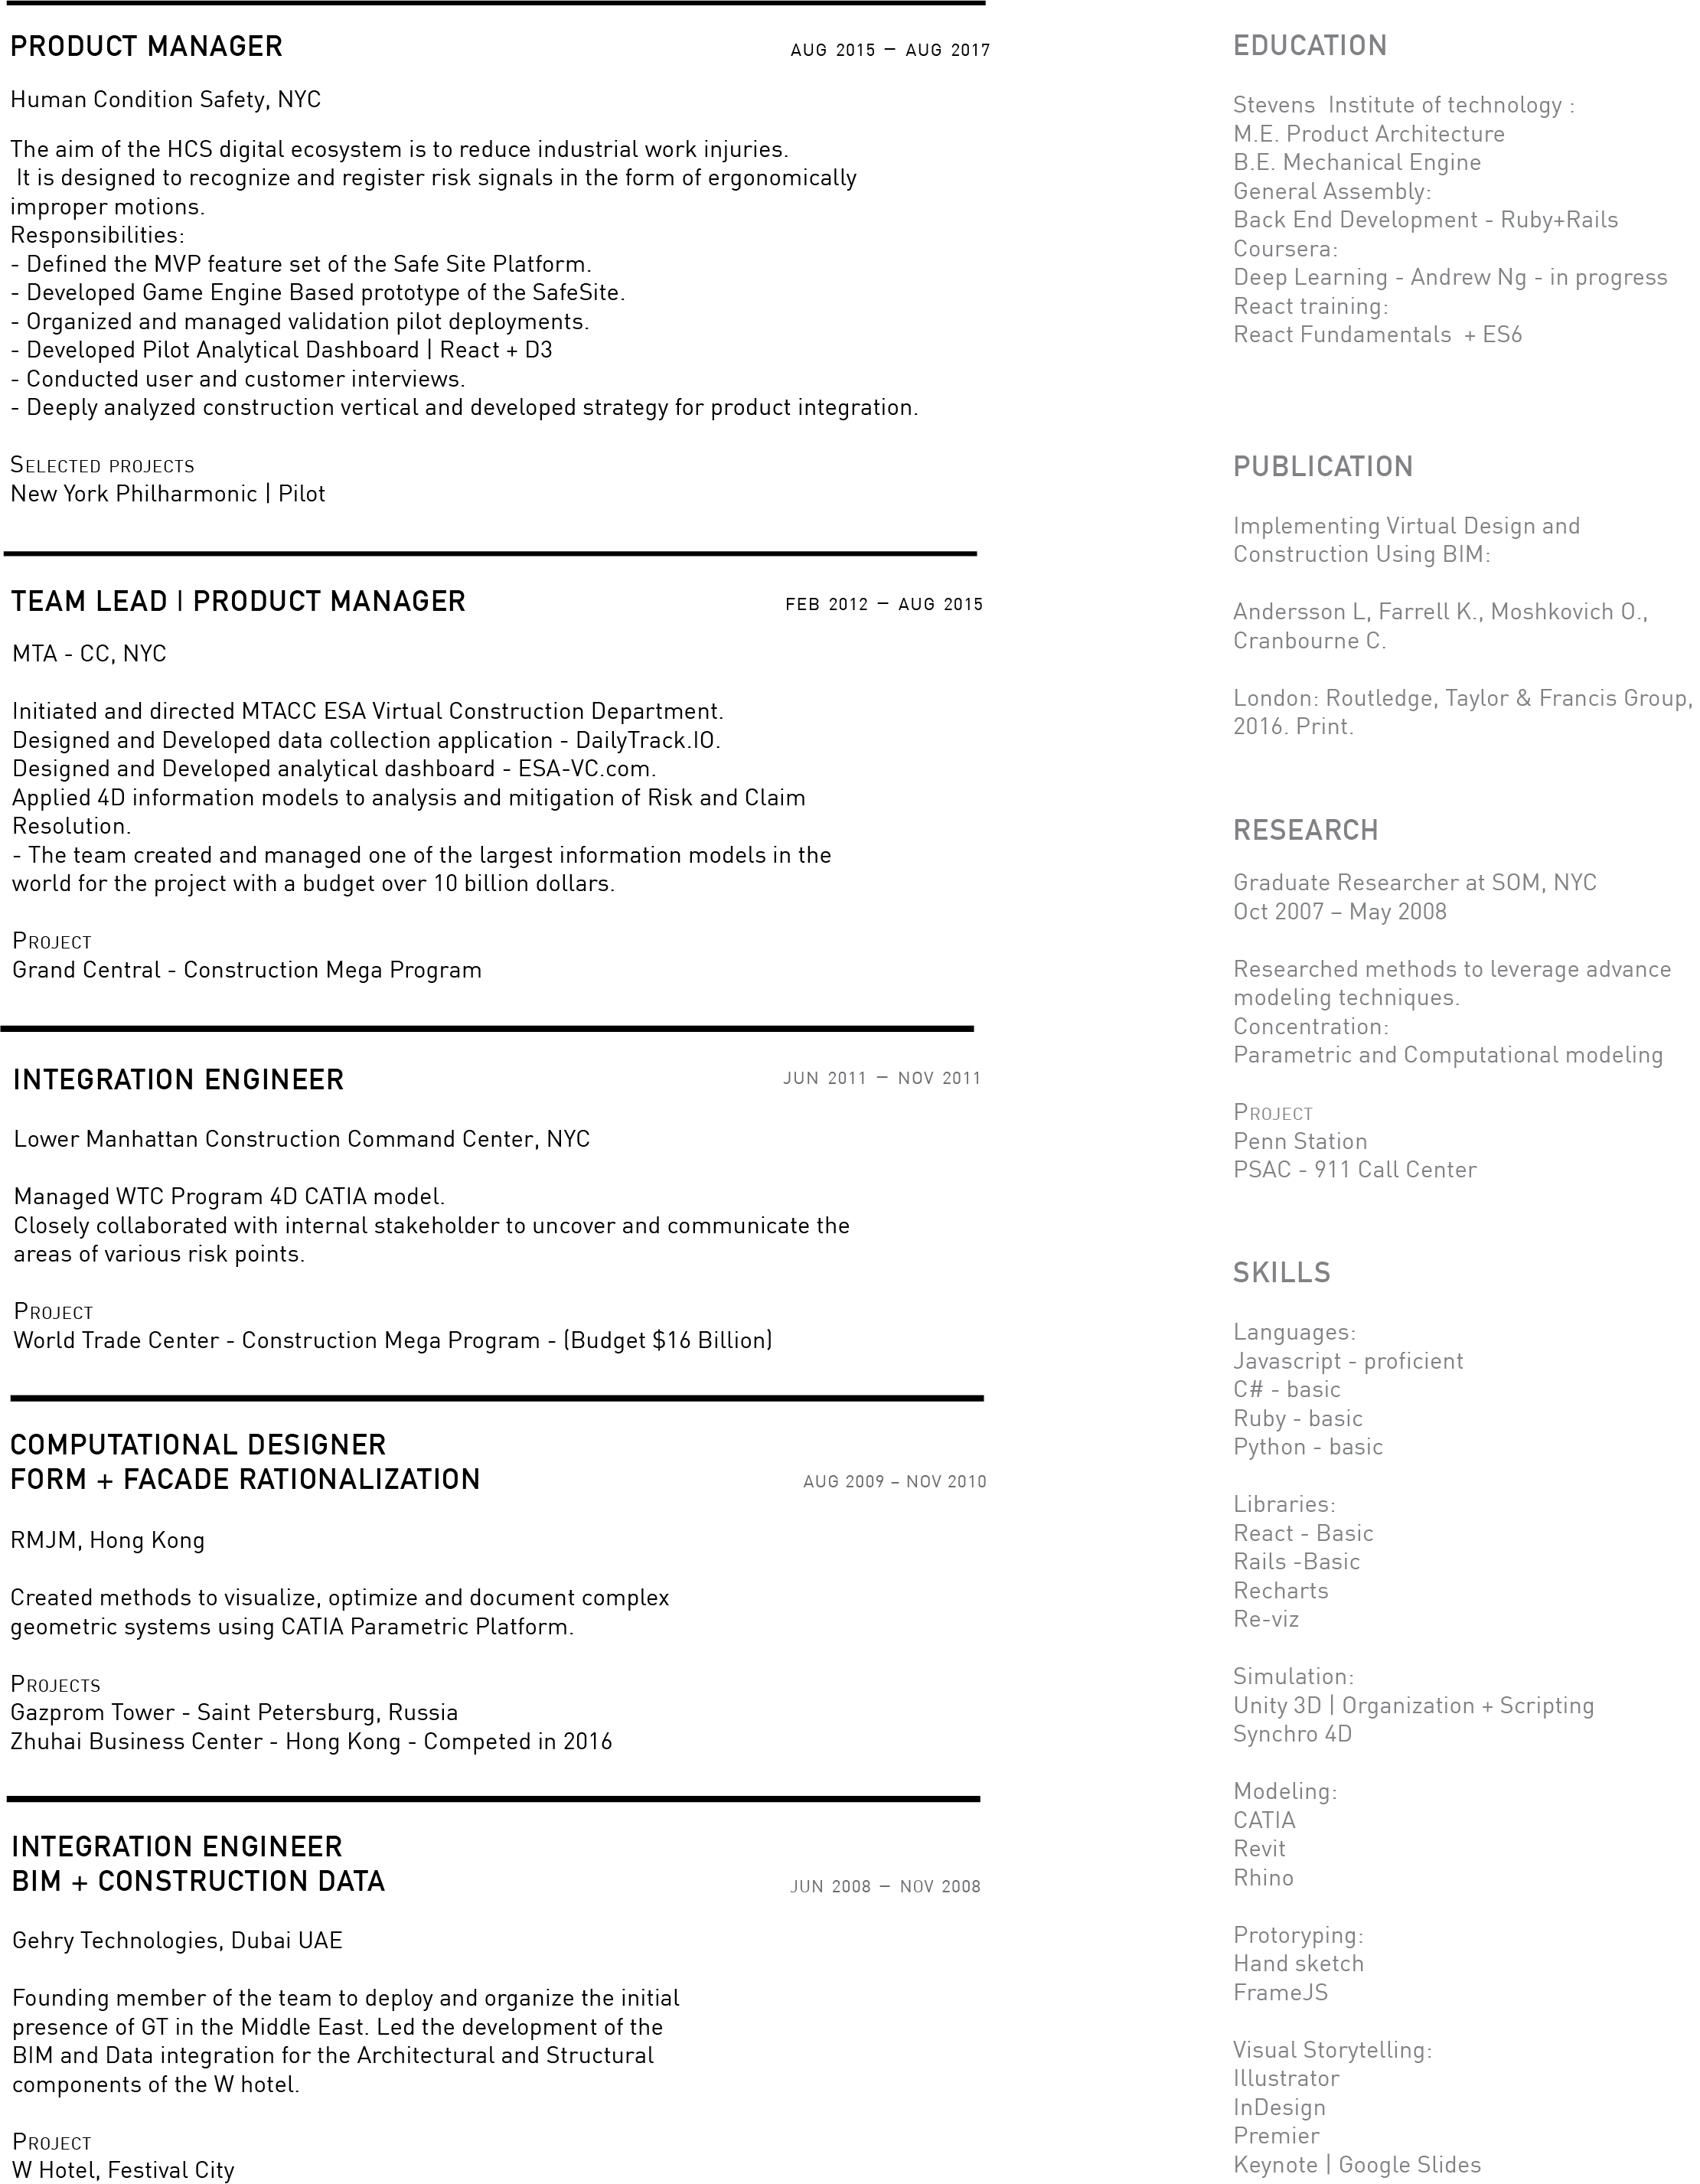 PRODUCT MANAGER
AUG 2015 — AUG 2017
Human Condition Safety, NYC
The aim of the HCS digital ecosystem is to reduce industrial work injuries.
It is designed to recognize and register risk signals in the form of ergonomically
improper motions.
Responsibilities:
- Defined the MVP feature set of the Safe Site Platform.
- Developed Game Engine Based prototype of the SafeSite.
- Organized and managed validation pilot deployments.
- Developed Pilot Analytical Dashboard | React + D3
- Conducted user and customer interviews.
- Deeply analyzed construction vertical and developed strategy for product integration.
Selected projects
New York Philharmonic | Pilot
TEAM LEAD | PRODUCT MANAGER
FEB 2012 — AUG 2015
MTA - CC, NYC
Initiated and directed MTACC ESA Virtual Construction Department.
Designed and Developed data collection application - DailyTrack.IO.
Designed and Developed analytical dashboard - ESA-VC.com.
Applied 4D information models to analysis and mitigation of Risk and Claim
Resolution.
- The team created and managed one of the largest information models in the
world for the project with a budget over 10 billion dollars.
Project
Grand Central - Construction Mega Program
INTEGRATION ENGINEER
JUN 2011 — NOV 2011
Lower Manhattan Construction Command Center, NYC
Managed WTC Program 4D CATIA model.
Closely collaborated with internal stakeholder to uncover and communicate the
areas of various risk points.
Project
World Trade Center - Construction Mega Program - (Budget $16 Billion)
COMPUTATIONAL DESIGNER
FORM + FACADE RATIONALIZATION
AUG 2009 – NOV 2010
RMJM, Hong Kong
Created methods to visualize, optimize and document complex
geometric systems using CATIA Parametric Platform.
Projects
Gazprom Tower - Saint Petersburg, Russia
Zhuhai Business Center - Hong Kong - Competed in 2016
INTEGRATION ENGINEER
BIM + CONSTRUCTION DATA
JUN 2008 — NOV 2008
Gehry Technologies, Dubai UAE
Founding member of the team to deploy and organize the initial
presence of GT in the Middle East. Led the development of the
BIM and Data integration for the Architectural and Structural
components of the W hotel.
Project
W Hotel, Festival City
EDUCATION
Stevens  Institute of technology :
M.E. Product Architecture
B.E. Mechanical Engine
General Assembly:
Back End Development - Ruby+Rails
Coursera:
Deep Learning - Andrew Ng - in progress
React training:
React Fundamentals  + ES6
PUBLICATION
Implementing Virtual Design and
Construction Using BIM:
Andersson L, Farrell K., Moshkovich O.,
Cranbourne C.
London: Routledge, Taylor & Francis Group,
2016. Print.
RESEARCH
Graduate Researcher at SOM, NYC
Oct 2007 – May 2008
Researched methods to leverage advance
modeling techniques.
Concentration:
Parametric and Computational modeling
Project
Penn Station
PSAC - 911 Call Center
SKILLS
Languages:
Javascript - proficient
C# - basic
Ruby - basic
Python - basic
Libraries:
React - Basic
Rails -Basic
Recharts
Re-viz
Simulation:
Unity 3D | Organization + Scripting
Synchro 4D
Modeling:
CATIA
Revit
Rhino
Protoryping:
Hand sketch
FrameJS
Visual Storytelling:
Illustrator
InDesign
Premier
Keynote | Google Slides